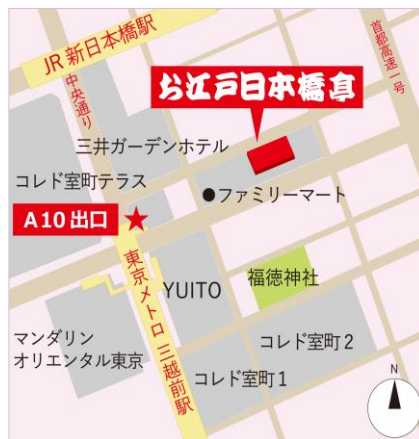 JR 新日本橋駅
中央通り
首都高速一号
お江戸日本橋亭
三井ガーデンホテル
コレド室町テラス
●ファミリーマート
A10 出口
東京メトロ 三越前駅
YUITO
福徳神社
マンダリン
オリエンタル東京
コレド室町2
コレド室町1
N